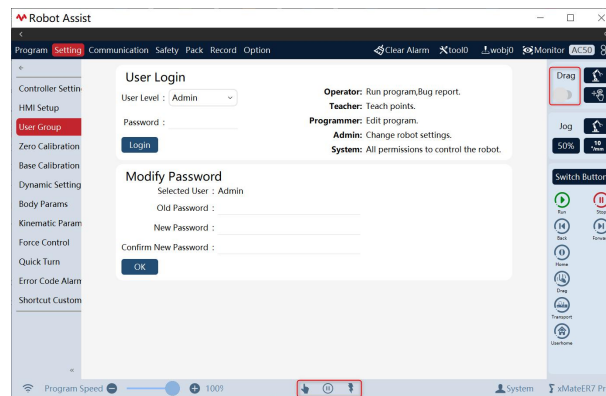 Robot Assist
Program Setting Communication Safety Pack Record Option Clear Alarm tool0 wobj0 Monitor AC50
Controller Settin
HMI Setup
User Group
Zero Calibration
Base Calibration
Dynamic Setting
Body Params
Kinematic Param
Force Control
Quick Turn
Error Code Alarm
Shortcut Custom
User Login
User Level : Admin
Password :
Login
Operator: Run program,Bug report.
Teacher: Teach points.
Programmer: Edit program.
Admin: Change robot settings.
System: All permissions to control the robot.
Modify Password
Selected User : Admin
Old Password :
New Password :
Confirm New Password :
OK
Drag
Jog
50% 10 °/mm
Switch Button
Run Stop
Back Forwa
Home
Drag
Transport
Userhome
Program Speed 100% System xMateER7 Pr